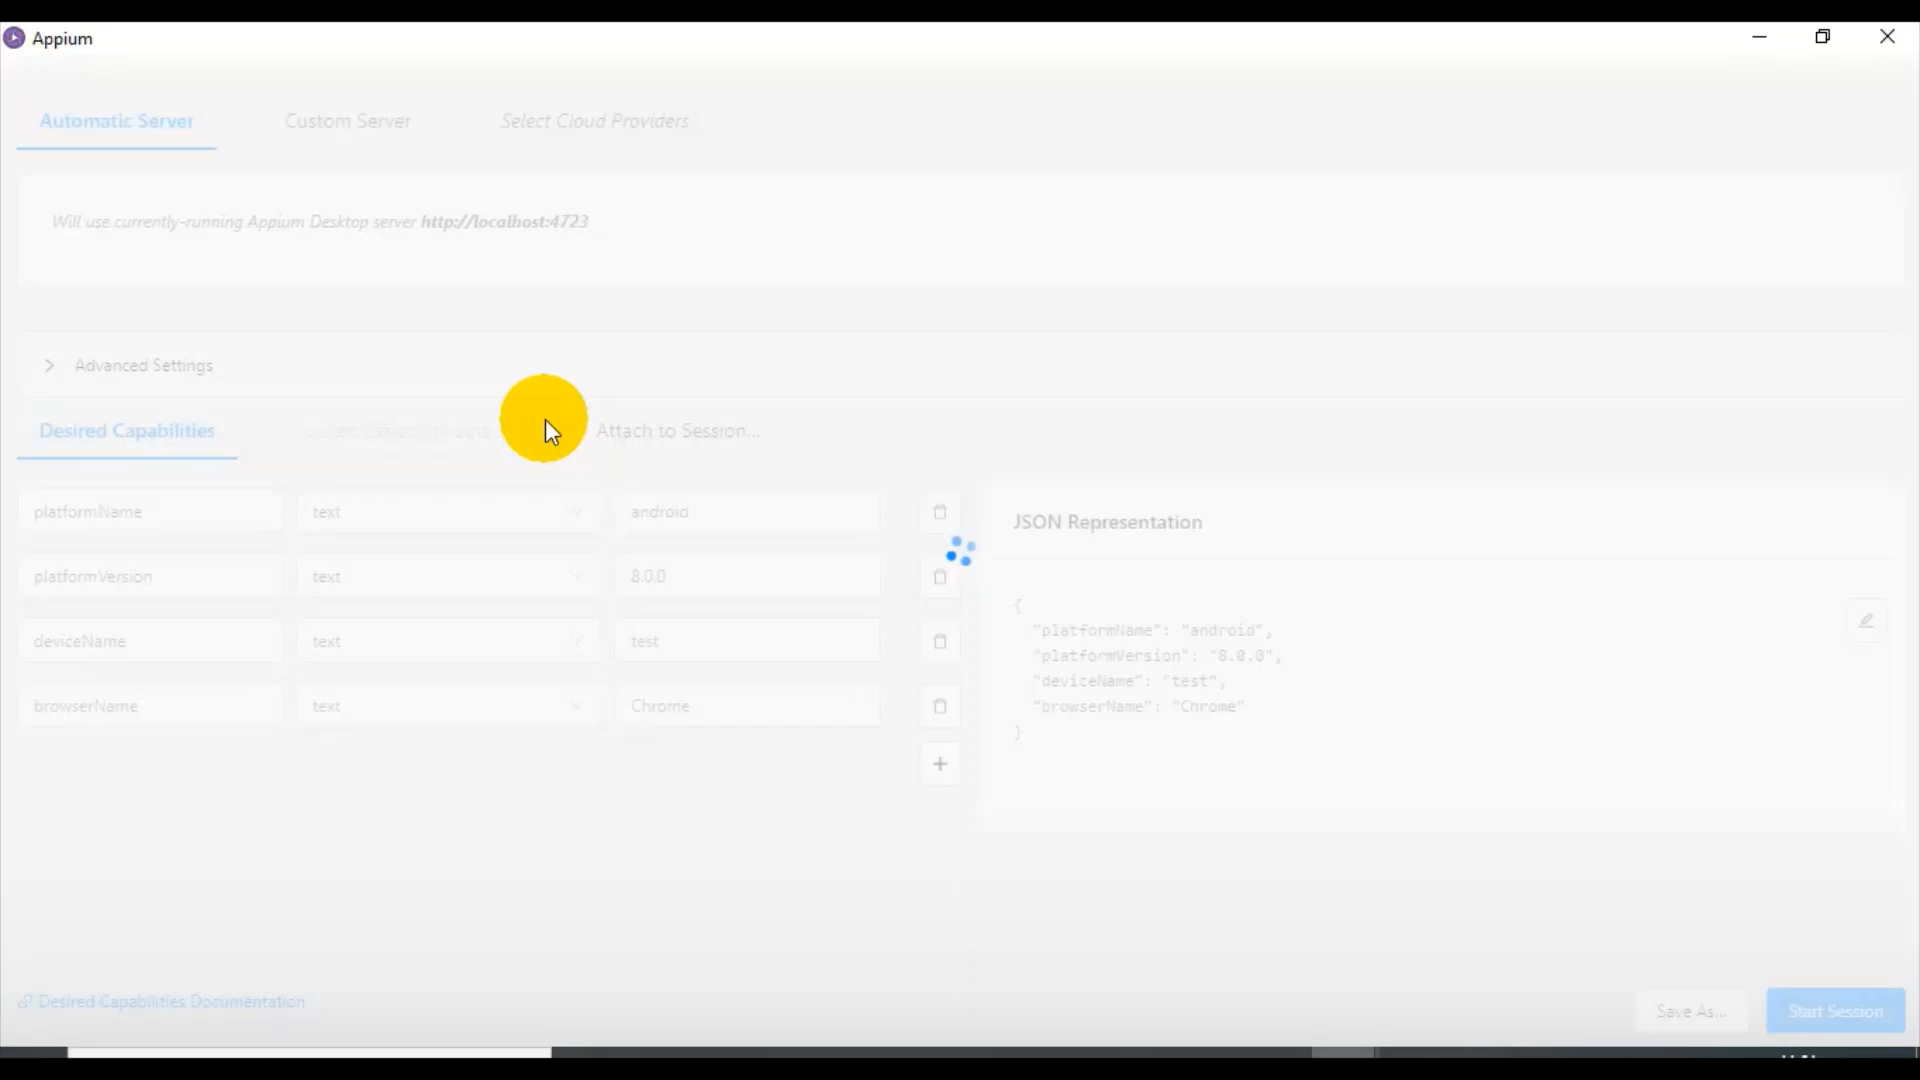 Appium
Automatic Server
Custom Server
Select Cloud Providers
Will use currently-running Appium Desktop server http://localhost:4723
Advanced Settings
Desired Capabilities
Attach to Session...
platformName
text
android
platformVersion
text
8.0.0
deviceName
text
test
browserName
text
Chrome
JSON Representation
{
"platformName": "android",
"platformVersion": "8.0.0",
"deviceName": "test",
"browserName": "Chrome"
}
Desired Capabilities Documentation
Save As...
Start Session